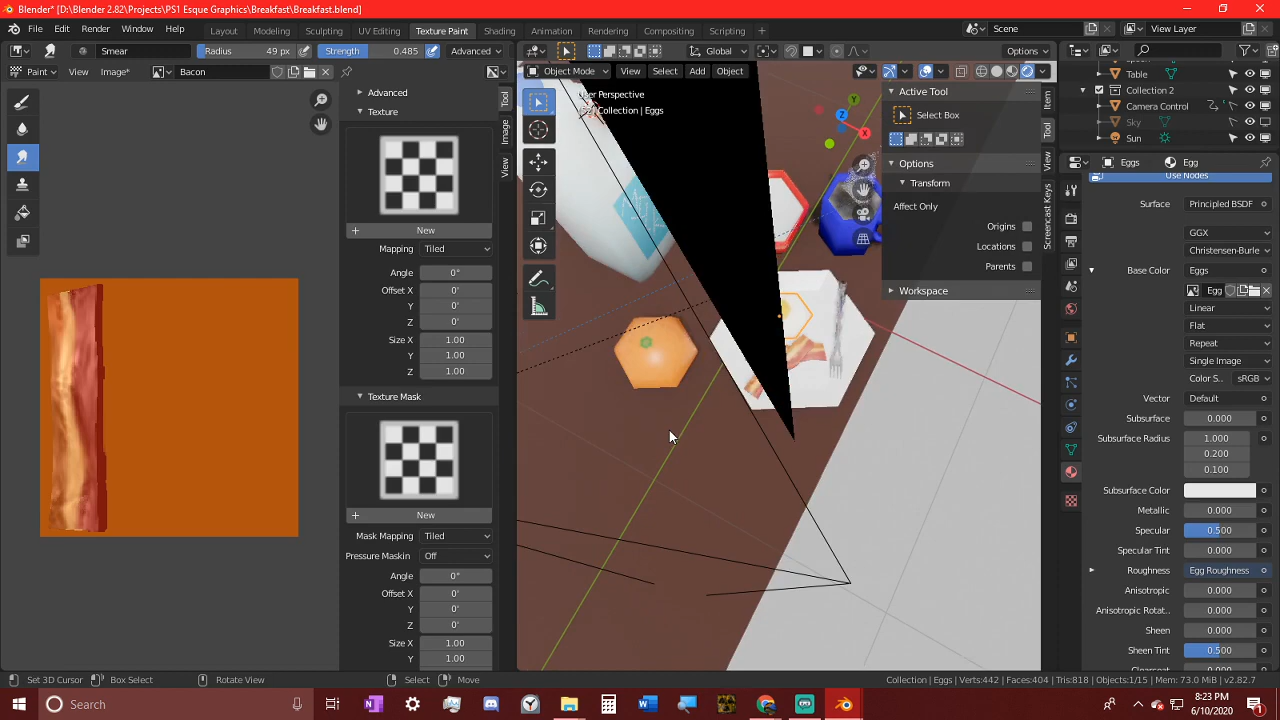 Blender* [D:\Blender 2.82\Projects\PS1 Esque Graphics\Breakfast\Breakfast.blend]
File Edit Render Window Help Layout Modeling Sculpting UV Editing Texture Paint Shading Animation Rendering Compositing Scripting Scene View Layer
Smear Radius 49 px Strength 0.485 Advanced Global Options
Paint View Image* Bacon Object Mode View Select Add Object
Advanced
Texture
New
Mapping Tiled
Angle 0°
Offset X 0'
Y 0'
Z 0'
Size X 1.00
Y 1.00
Z 1.00
Texture Mask
New
Mask Mapping Tiled
Pressure Maskin Off
Angle 0°
Offset X 0'
Y 0'
Z 0'
Size X 1.00
Y 1.00
Tool
Image
View
User Perspective
Collection | Eggs
Z
Y
X
Active Tool
Select Box
Options
Transform
Affect Only
Origins
Locations
Parents
Workspace
Item
Tool
View
Screencast Keys
Table
Collection 2
Camera Control
Sky
Sun
Eggs Egg
Use Nodes
Surface Principled BSDF
GGX
Christensen-Burle
Base Color Eggs
Egg
Linear
Flat
Repeat
Single Image
Color S.. sRGB
Vector Default
Subsurface 0.000
Subsurface Radius 1.000
0.200
0.100
Subsurface Color
Metallic 0.000
Specular 0.500
Specular Tint 0.000
Roughness Egg Roughness
Anisotropic 0.000
Anisotropic Rotat.. 0.000
Sheen 0.000
Sheen Tint 0.500
Set 3D Cursor Box Select Rotate View Select Move Collection | Eggs | Verts:442 | Faces:404 | Tris:818 | Objects:1/15 | Mem: 73.0 MiB | v2.82.7
Search
8:23 PM
6/10/2020